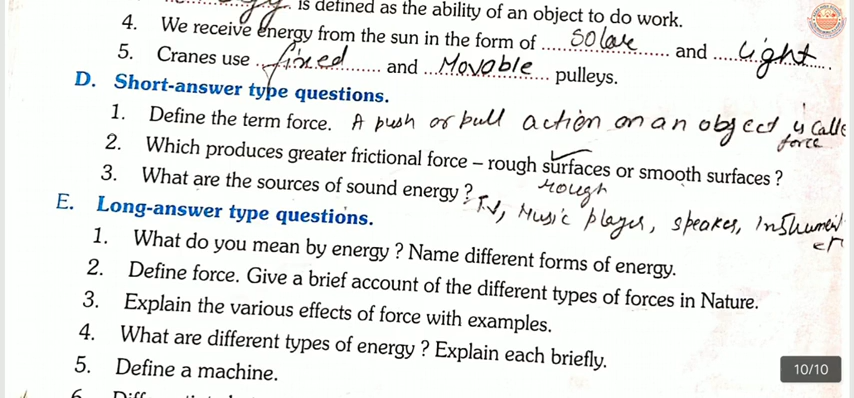 is defined as the ability of an object to do work.
4. We receive energy from the sun in the form of solar and light
5. Cranes use fixed and Movable pulleys.
D. Short-answer type questions.
1. Define the term force. A push or pull action on an object is calle
force
2. Which produces greater frictional force – rough surfaces or smooth surfaces ?
rough
3. What are the sources of sound energy ? T.V, Music player, speaker, Instrument
etc
E. Long-answer type questions.
1. What do you mean by energy ? Name different forms of energy.
2. Define force. Give a brief account of the different types of forces in Nature.
3. Explain the various effects of force with examples.
4. What are different types of energy ? Explain each briefly.
5. Define a machine.
10/10